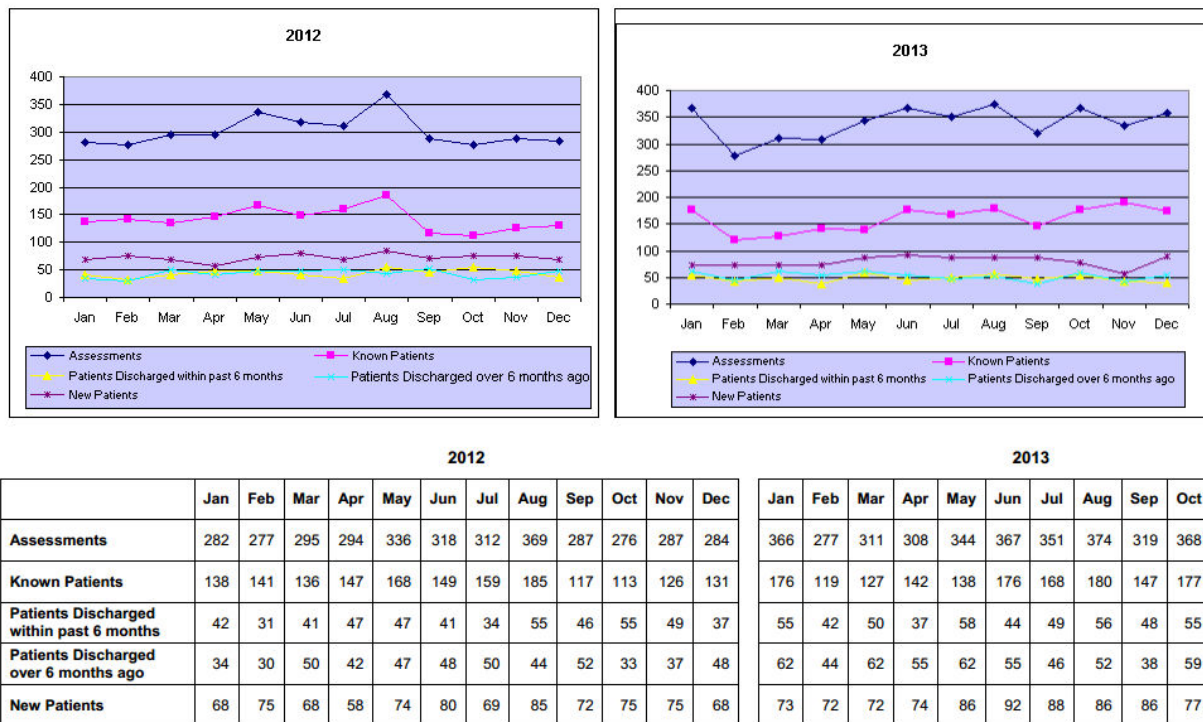 2012
400
350
300
250
200
150
100
50
0
Jan Feb Mar Apr May Jun Jul Aug Sep Oct Nov Dec
Assessments Known Patients
Patients Discharged within past 6 months Patients Discharged over 6 months ago
New Patients
2013
400
350
300
250
200
150
100
50
0
Jan Feb Mar Apr May Jun Jul Aug Sep Oct Nov Dec
Assessments Known Patients
Patients Discharged within past 6 months Patients Discharged over 6 months ago
New Patients
2012 2013
Jan Feb Mar Apr May Jun Jul Aug Sep Oct Nov Dec Jan Feb Mar Apr May Jun Jul Aug Sep Oct
Assessments 282 277 295 294 336 318 312 369 287 276 287 284 366 277 311 308 344 367 351 374 319 368
Known Patients 138 141 136 147 168 149 159 185 117 113 126 131 176 119 127 142 138 176 168 180 147 177
Patients Discharged
within past 6 months 42 31 41 47 47 41 34 55 46 55 49 37 55 42 50 37 58 44 49 56 48 55
Patients Discharged
over 6 months ago 34 30 50 42 47 48 50 44 52 33 37 48 62 44 62 55 62 55 46 52 38 59
New Patients 68 75 68 58 74 80 69 85 72 75 75 68 73 72 72 74 86 92 88 86 86 77